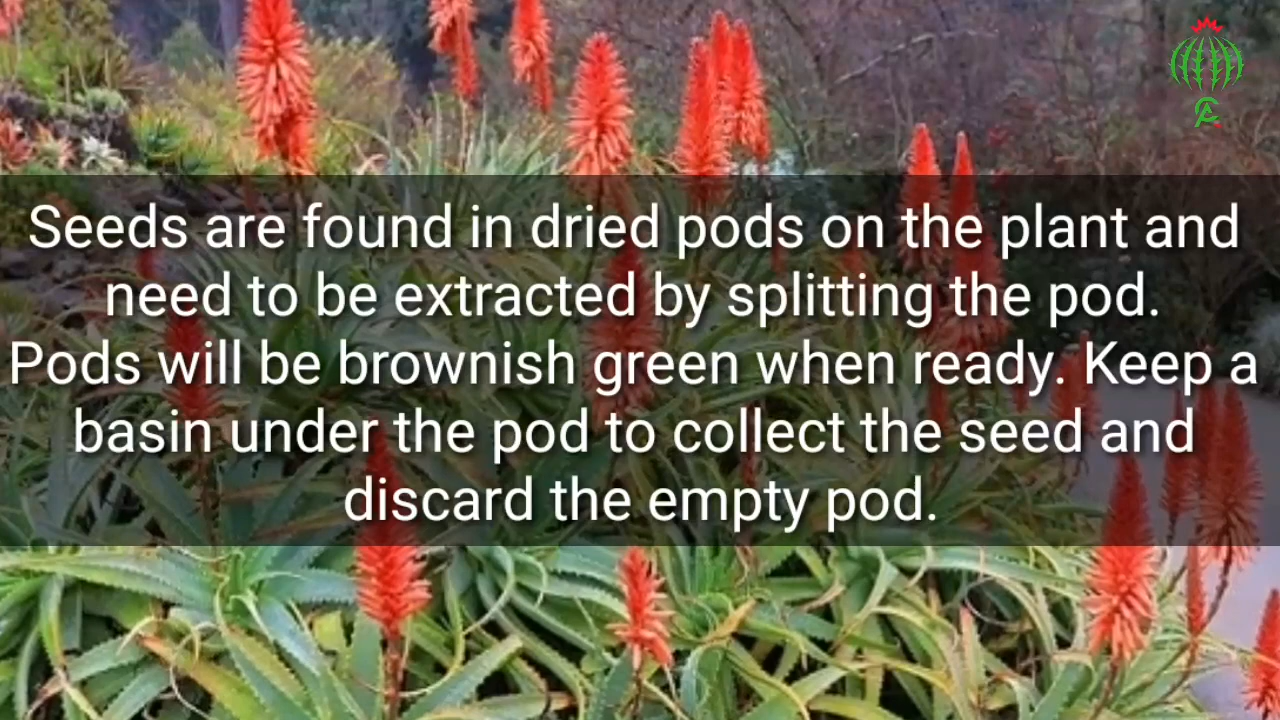 Seeds are found in dried pods on the plant and
need to be extracted by splitting the pod.
Pods will be brownish green when ready. Keep a
basin under the pod to collect the seed and
discard the empty pod.